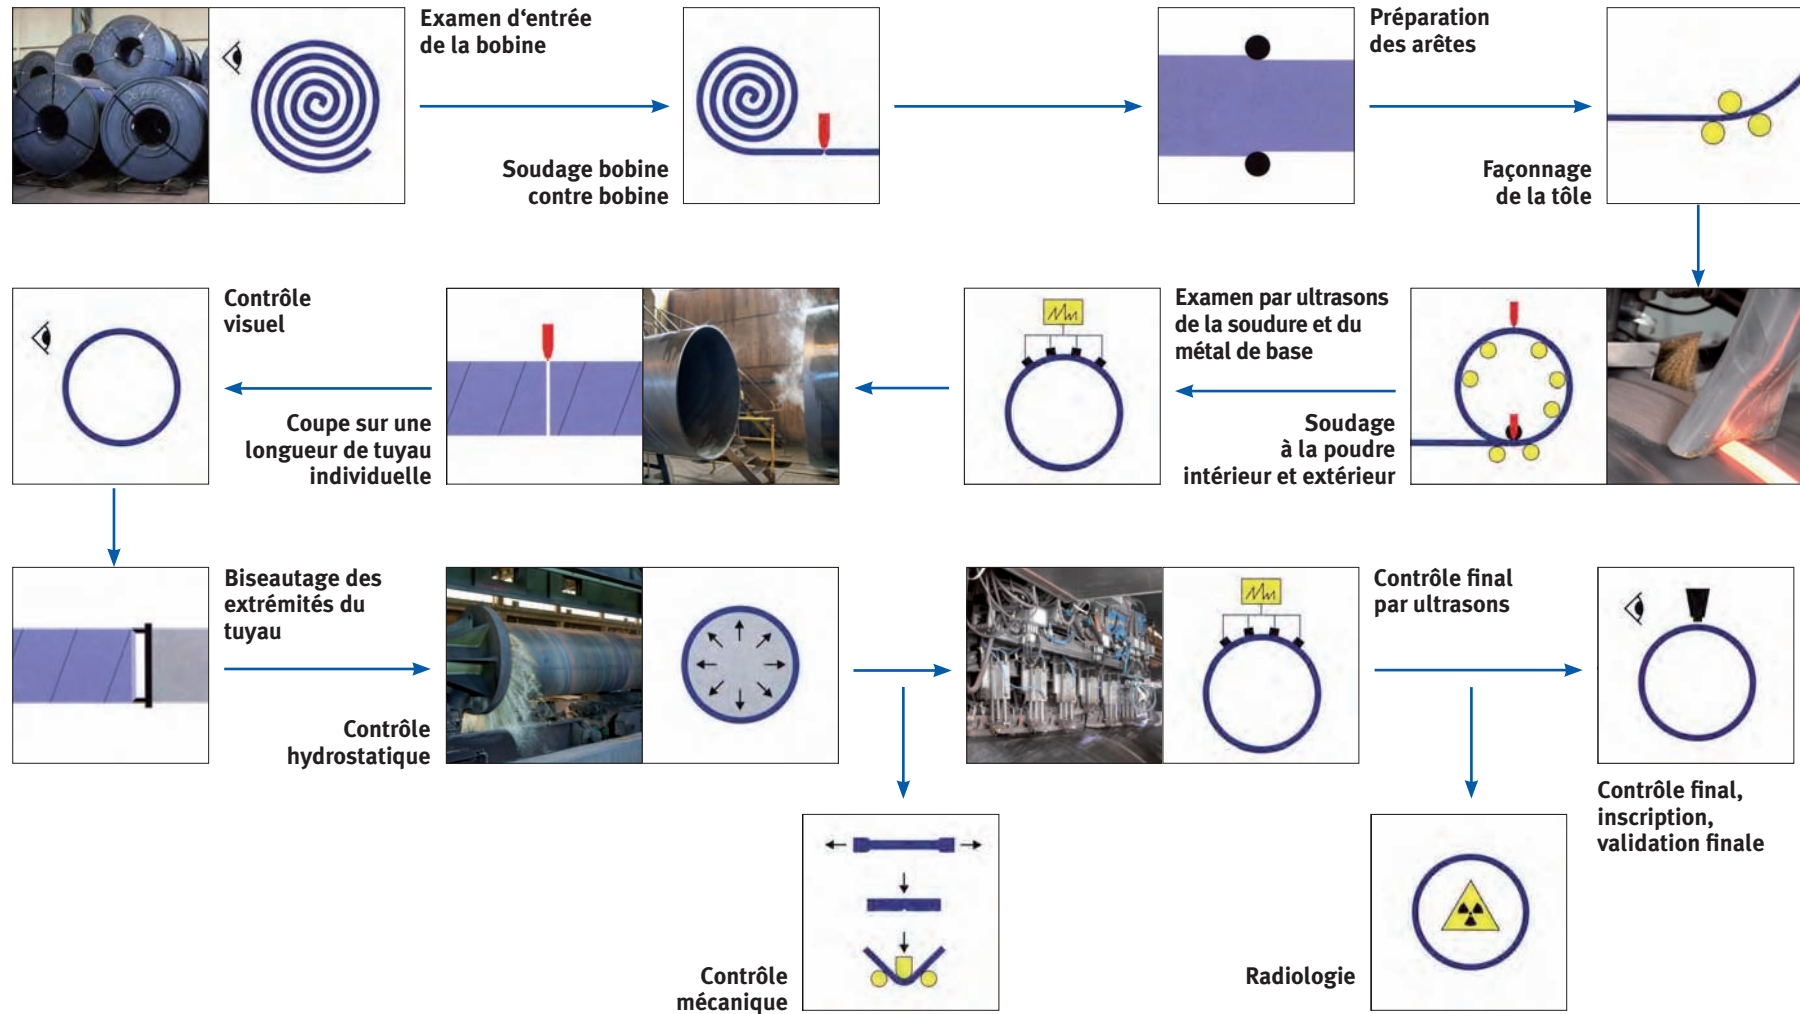 Examen d‘entrée
de la bobine
Soudage bobine
contre bobine
Préparation
des arêtes
Façonnage
de la tôle
Soudage
à la poudre
intérieur et extérieur
Examen par ultrasons
de la soudure et du
métal de base
Coupe sur une
longueur de tuyau
individuelle
Contrôle
visuel
Biseautage des
extrémités du
tuyau
Contrôle
hydrostatique
Contrôle
mécanique
Contrôle final
par ultrasons
Radiologie
Contrôle final,
inscription,
validation finale